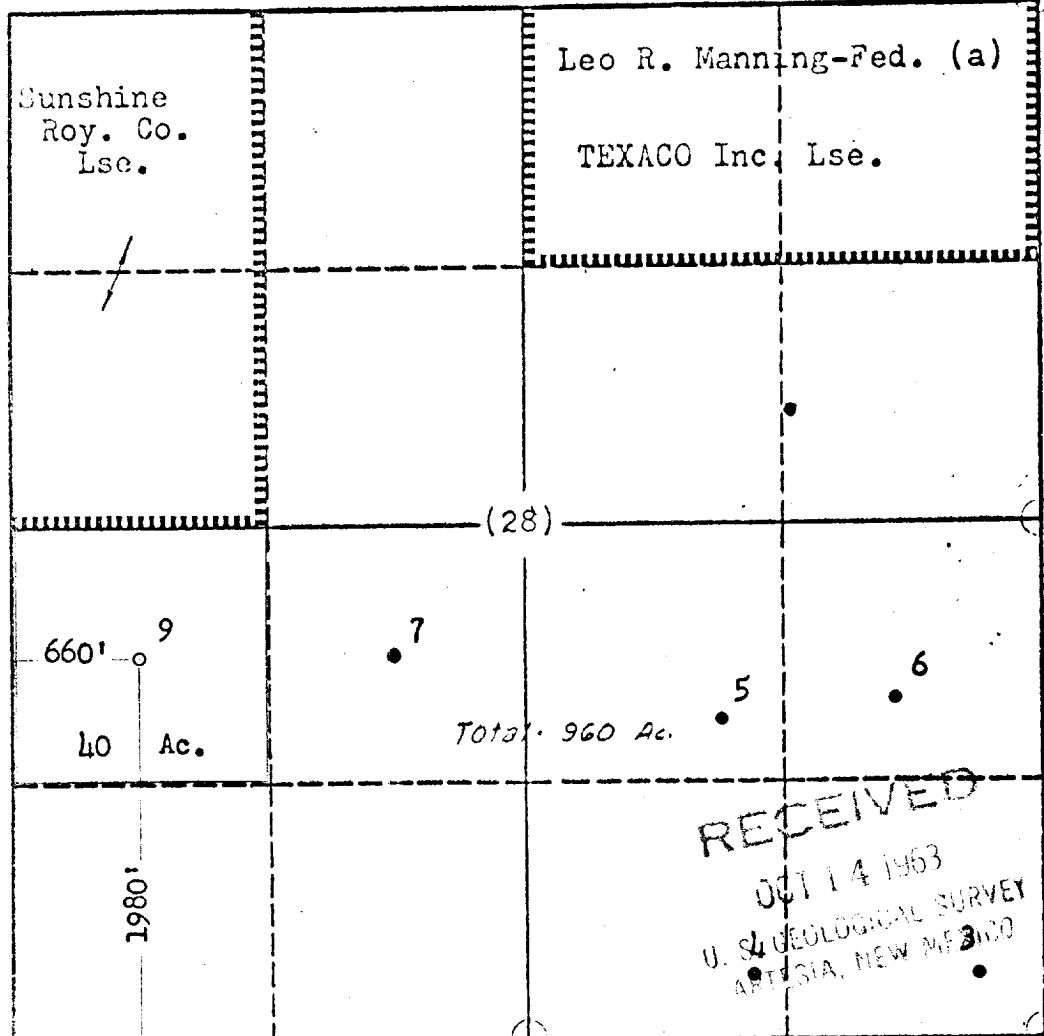 Leo R. Manning-Fed. (a)
Sunshine
Roy. Co.
Lse.
TEXACO Inc. Lse.
(28)
660'
9
7
5
6
Total. 960 Ac.
40 Ac.
RECEIVED
OCT 14 1963
U. S. GEOLOGICAL SURVEY
ARTESIA, NEW MEXICO
1980'
4
3